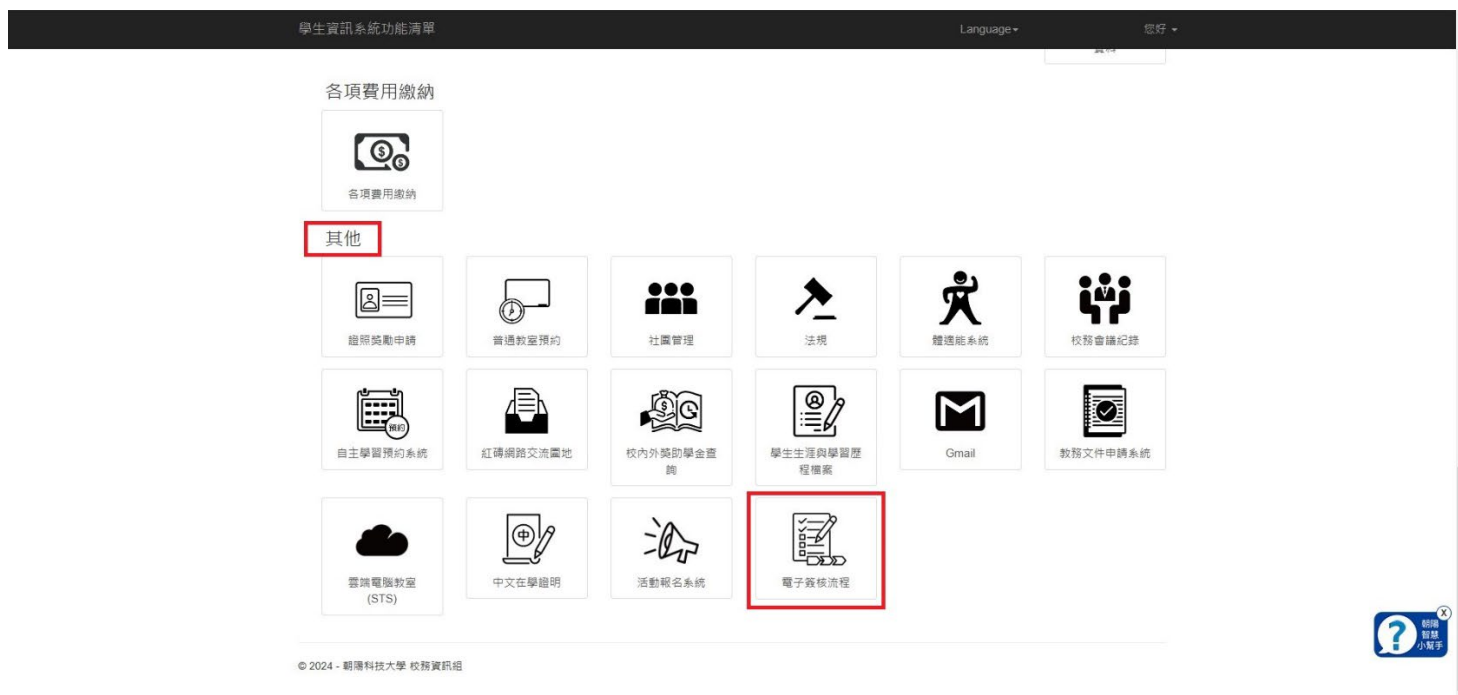 學生資訊系統功能清單
Language
您好
資料
各項費用繳納
各項費用繳納
其他
證照獎勵申請
普通教室預約
社團管理
法規
體適能系統
校務會議紀錄
預約
自主學習預約系統
紅磚網路交流園地
校內外獎助學金查
詢
學生生涯與學習歷
程檔案
Gmail
教務文件申請系統
雲端電腦教室
(STS)
中
中文在學證明
活動報名系統
電子簽核流程
X
朝陽
智慧
小幫手
© 2024 - 朝陽科技大學 校務資訊組